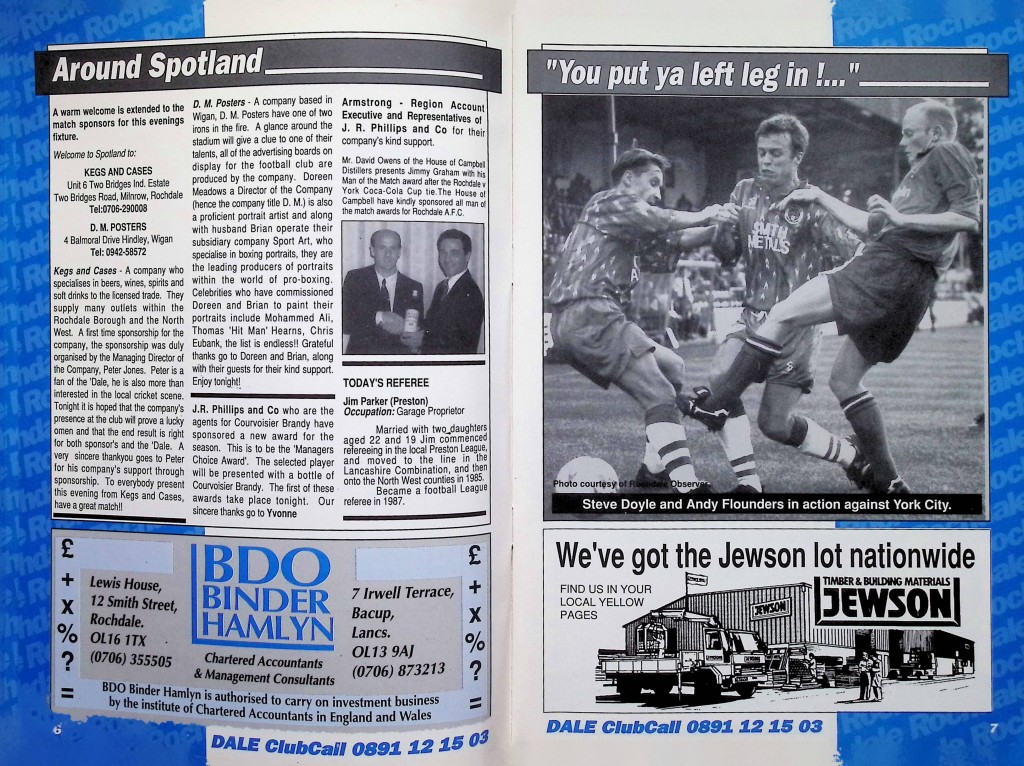 Around Spotland
A warm welcome is extended to the
match sponsors for this evenings
fixture.
Welcome to Spotland to:
KEGS AND CASES
Unit 6 Two Bridges Ind. Estate
Two Bridges Road, Milnrow, Rochdale
Tel:0706-290008
D. M. POSTERS
4 Balmoral Drive Hindley, Wigan
Tel: 0942-58572
Kegs and Cases - A company who
specialises in beers, wines, spirits and
soft drinks to the licensed trade. They
supply many outlets within the
Rochdale Borough and the North
West. A first time sponsorship for the
company, the sponsorship was duly
organised by the Managing Director of
the Company, Peter Jones. Peter is a
fan of the 'Dale, he is also more than
interested in the local cricket scene.
Tonight it is hoped that the company's
presence at the club will prove a lucky
omen and that the end result is right
for both sponsor's and the 'Dale. A
very sincere thankyou goes to Peter
for his company's support through
sponsorship. To everybody present
this evening from Kegs and Cases,
have a great match!!
D. M. Posters - A company based in
Wigan, D. M. Posters have one of two
irons in the fire. A glance around the
stadium will give a clue to one of their
talents, all of the advertising boards on
display for the football club are
produced by the company. Doreen
Meadows a Director of the Company
(hence the company title D. M.) is also
a proficient portrait artist and along
with husband Brian operate their
subsidiary company Sport Art, who
specialise in boxing portraits, they are
the leading producers of portraits
within the world of pro-boxing.
Celebrities who have commissioned
Doreen and Brian to paint their
portraits include Mohammed Ali,
Thomas 'Hit Man' Hearns, Chris
Eubank, the list is endless!! Grateful
thanks go to Doreen and Brian, along
with their guests for their kind support.
Enjoy tonight!
J.R. Phillips and Co who are the
agents for Courvoisier Brandy have
sponsored a new award for the
season. This is to be the 'Managers
Choice Award'. The selected player
will be presented with a bottle of
Courvoisier Brandy. The first of these
awards take place tonight. Our
sincere thanks go to Yvonne
Armstrong - Region Account
Executive and Representatives of
J. R. Phillips and Co for their
company's kind support.
Mr. David Owens of the House of Campbell
Distillers presents Jimmy Graham with his
Man of the Match award after the Rochdale v
York Coca-Cola Cup tie.The House of
Campbell have kindly sponsored all man of
the match awards for Rochdale A.F.C.
TODAY'S REFEREE
Jim Parker (Preston)
Occupation: Garage Proprietor
Married with two daughters
aged 22 and 19 Jim commenced
refereeing in the local Preston League,
and moved to the line in the
Lancashire Combination, and then
onto the North West counties in 1985.
Became a football League
referee in 1987.
£
+
x
%
?
=
Lewis House,
12 Smith Street,
Rochdale.
OL16 1TX
(0706) 355505
BDO
BINDER
HAMLYN
Chartered Accountants
& Management Consultants
7 Irwell Terrace,
Bacup,
Lancs.
OL13 9AJ
(0706) 873213
£
+
x
%
?
=
BDO Binder Hamlyn is authorised to carry on investment business
by the institute of Chartered Accountants in England and Wales
6
DALE ClubCall 0891 12 15 03
"You put ya left leg in !..."
SMITH
METALS
Photo courtesy of Rochdale Observer
Steve Doyle and Andy Flounders in action against York City.
We've got the Jewson lot nationwide
FIND US IN YOUR
LOCAL YELLOW
PAGES
TIMBER & BUILDING MATERIALS
JEWSON
JEWSON
DALE ClubCall 0891 12 15 03
7